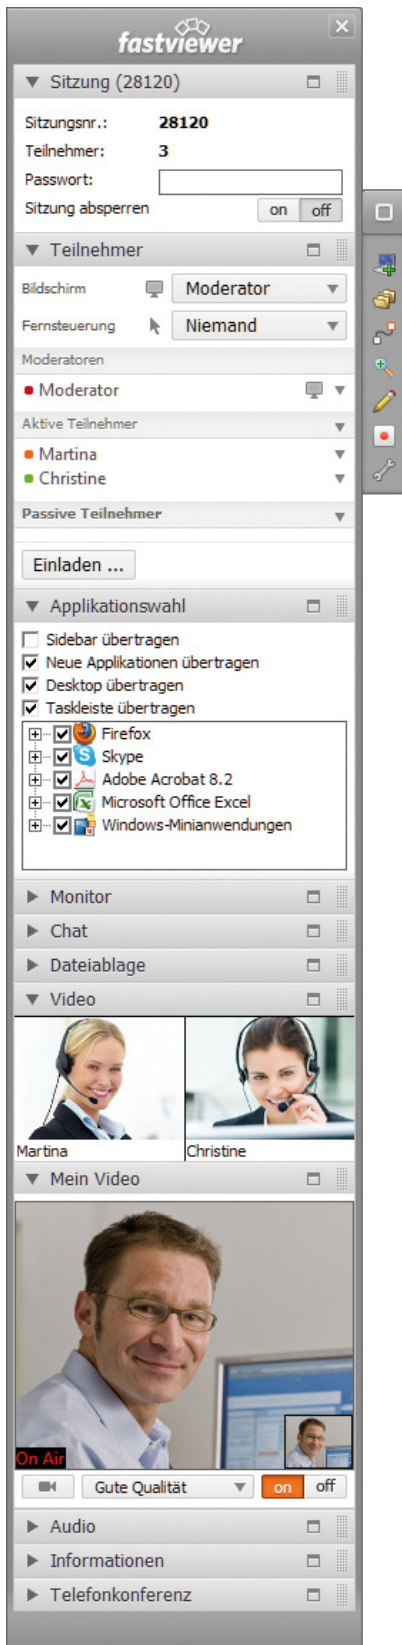 fastviewer
Sitzung (28120)
Sitzungsnr.: 28120
Teilnehmer: 3
Passwort:
Sitzung absperren on off
Teilnehmer
Bildschirm Moderator
Fernsteuerung Niemand
Moderatoren
Moderator
Aktive Teilnehmer
Martina
Christine
Passive Teilnehmer
Einladen ...
Applikationswahl
Sidebar übertragen
Neue Applikationen übertragen
Desktop übertragen
Taskleiste übertragen
Firefox
Skype
Adobe Acrobat 8.2
Microsoft Office Excel
Windows-Minianwendungen
Monitor
Chat
Dateiablage
Video
Martina Christine
Mein Video
On Air
Gute Qualität on off
Audio
Informationen
Telefonkonferenz